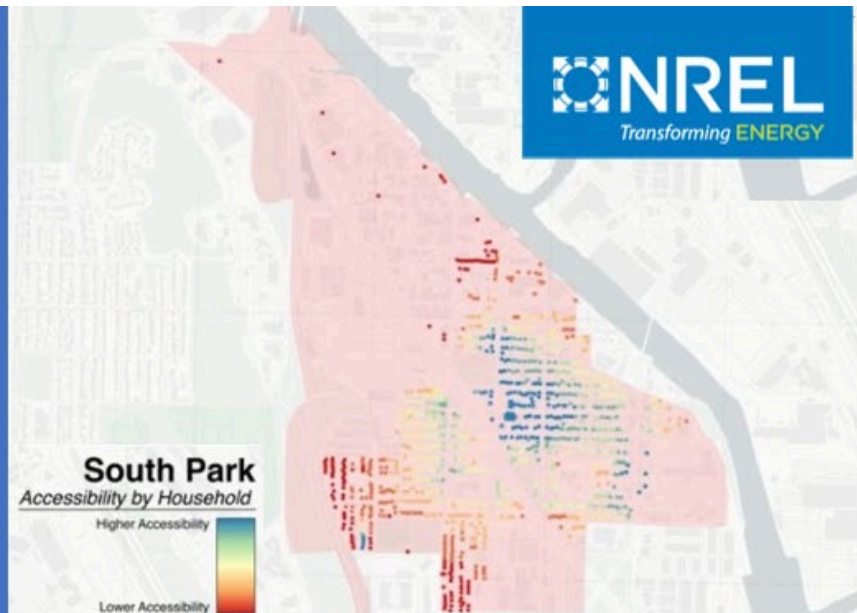 NREL
Transforming ENERGY
South Park
Accessibility by Household
Higher Accessibility
Lower Accessibility